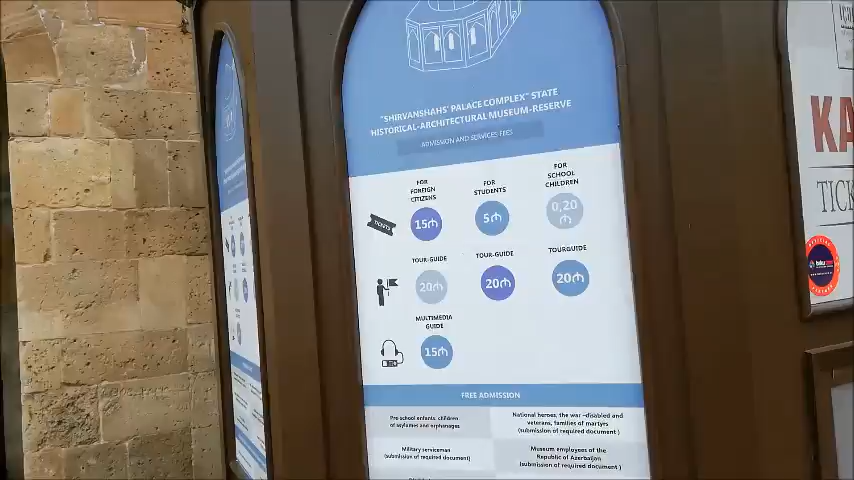 "SHIRVANSHAHS' PALACE COMPLEX" STATE
HISTORICAL-ARCHITECTURAL MUSEUM-RESERVE
ADMISSION AND SERVICES FEES
FOR
FOREIGN
CITIZENS
FOR
STUDENTS
FOR
SCHOOL
CHILDREN
TICKETS
15₼
5₼
0,20
₼
TOUR-GUIDE
TOUR-GUIDE
TOURGUIDE
20₼
20₼
20₼
MULTIMEDIA
GUIDE
15₼
FREE ADMISSION
Pre school enfants, children
of asylumes and orphanages
National heroes, the war -disabled and
veterans, families of martyrs
(submission of required document )
Military serviceman
(submission of required document)
Museum employees of the
Republic of Azerbaijan
(submission of required document )
KA
TICK